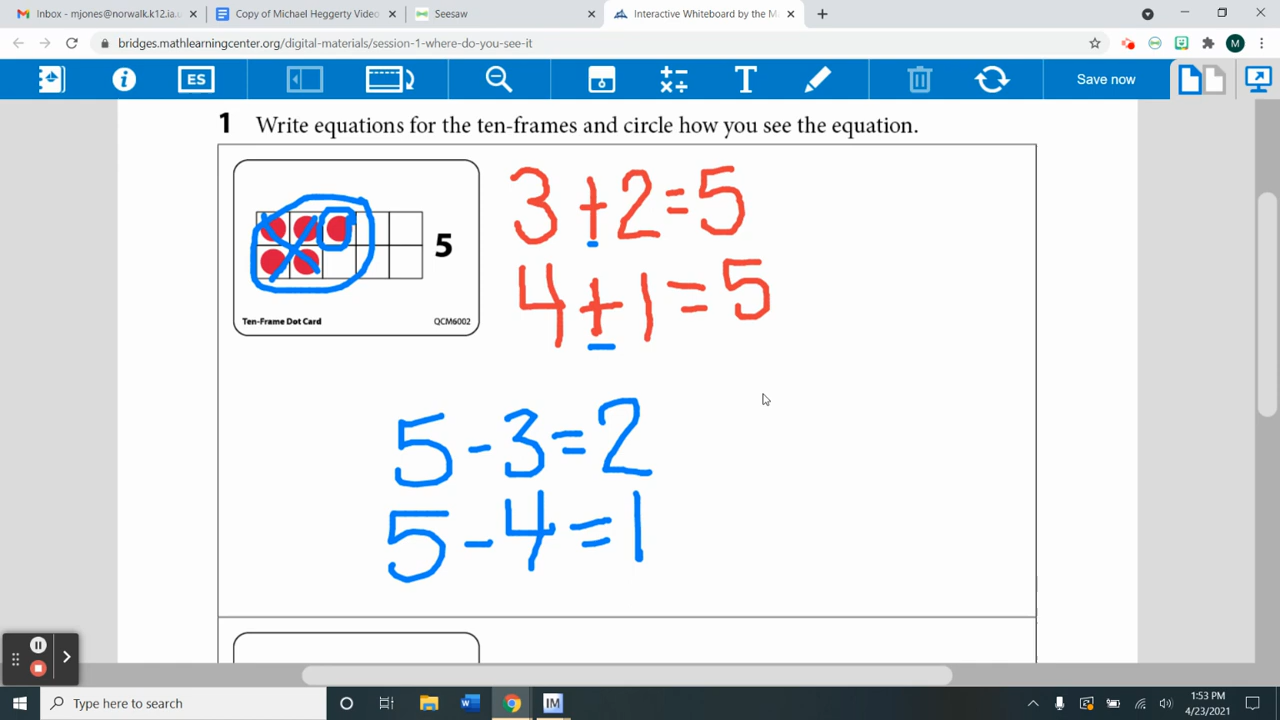 Inbox - mjones@norwalk.k12.ia.u
Copy of Michael Heggerty Video
Seesaw
Interactive Whiteboard by the M
bridges.mathlearningcenter.org/digital-materials/session-1-where-do-you-see-it
M
ES
T
Save now
1 Write equations for the ten-frames and circle how you see the equation.
5
Ten-Frame Dot Card
QCM6002
3+2=5
4+1=5
5-3=2
5-4=1
Type here to search
W
IM
1:53 PM
4/23/2021